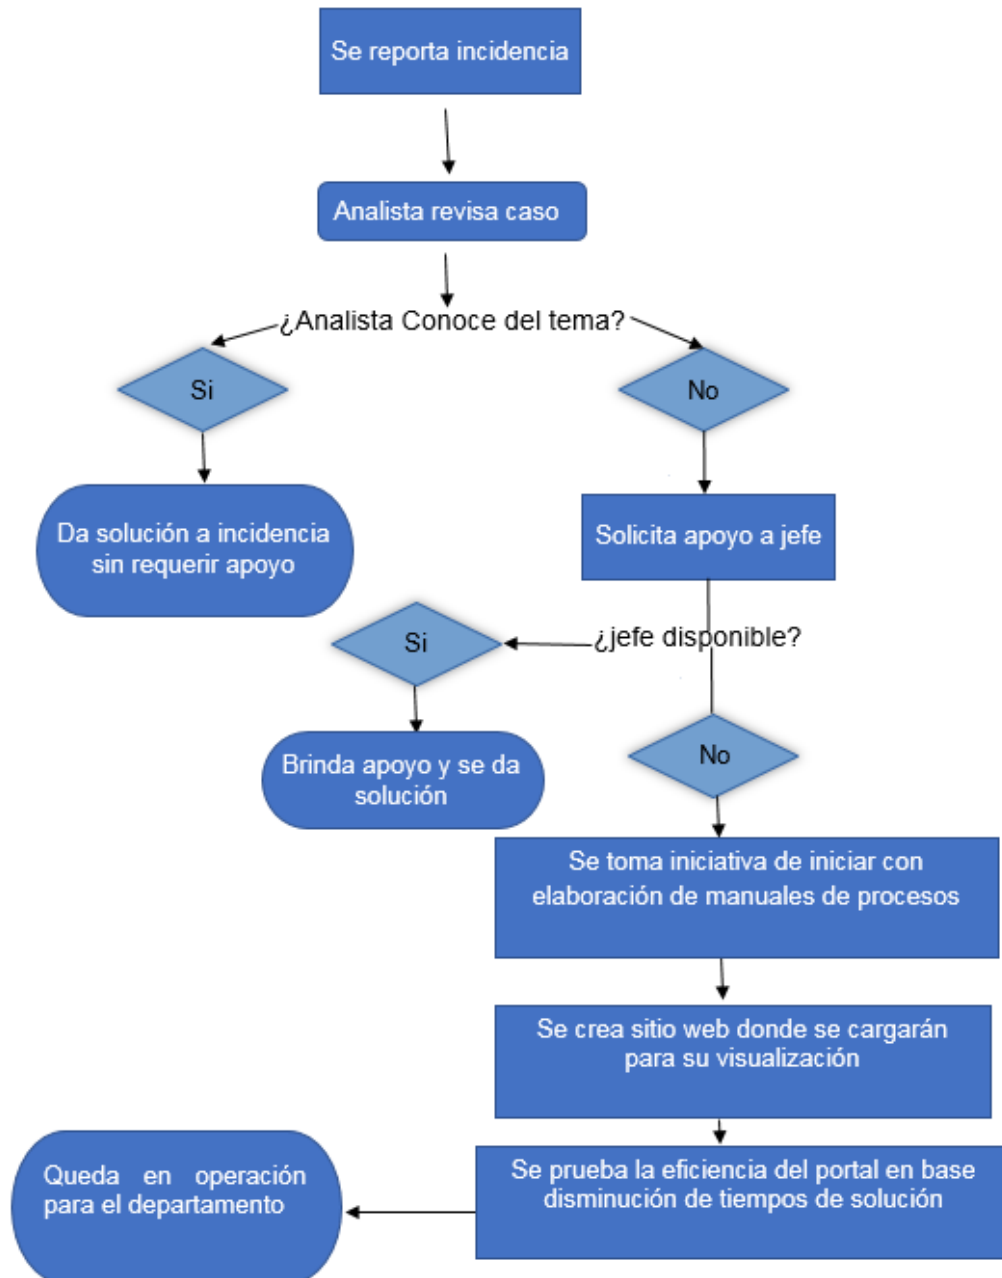 Se reporta incidencia
Analista revisa caso
¿Analista Conoce del tema?
Si
No
Da solución a incidencia
sin requerir apoyo
Solicita apoyo a jefe
¿jefe disponible?
Si
No
Brinda apoyo y se da
solución
Se toma iniciativa de iniciar con
elaboración de manuales de procesos
Se crea sitio web donde se cargarán
para su visualización
Se prueba la eficiencia del portal en base
disminución de tiempos de solución
Queda en operación
para el departamento